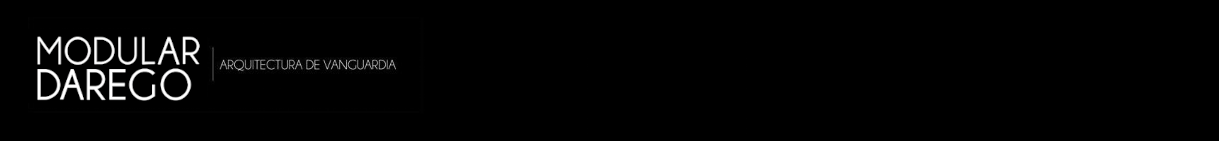 MODULAR
DAREGO
ARQUITECTURA DE VANGUARDIA